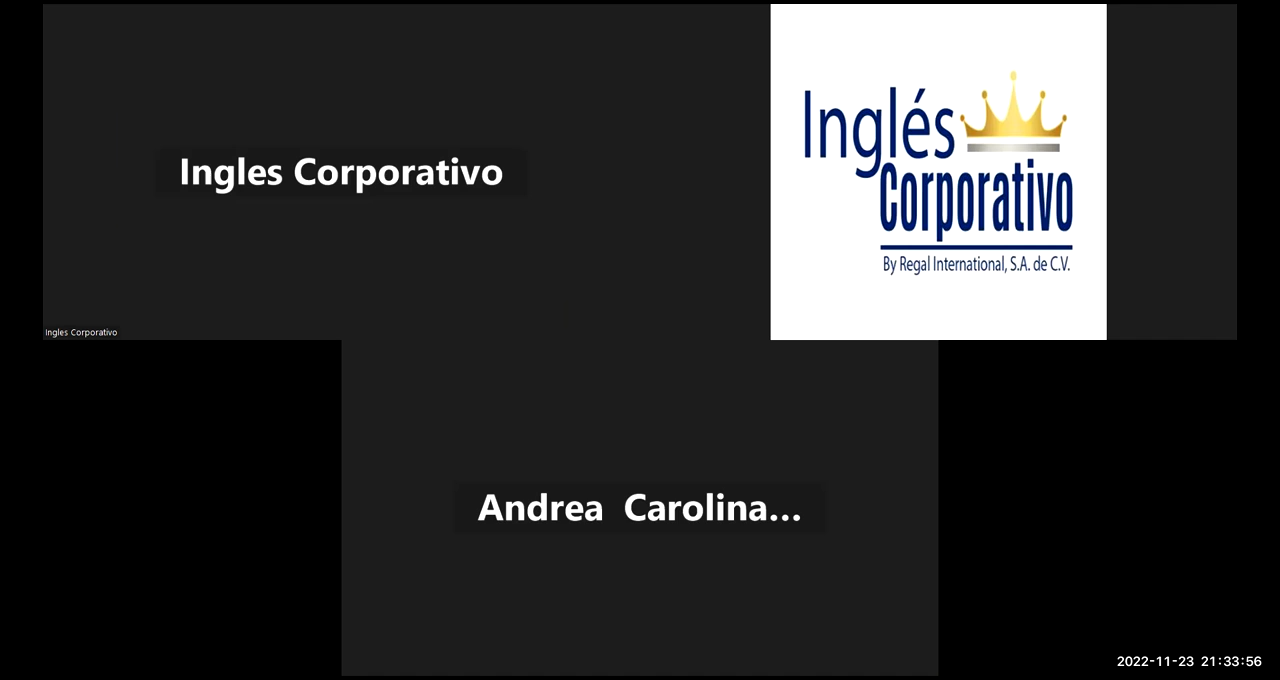 Ingles Corporativo
Ingles Corporativo
Inglés
Corporativo
By Regal International, S.A. de C.V.
Andrea Carolina...
2022-11-23 21:33:56